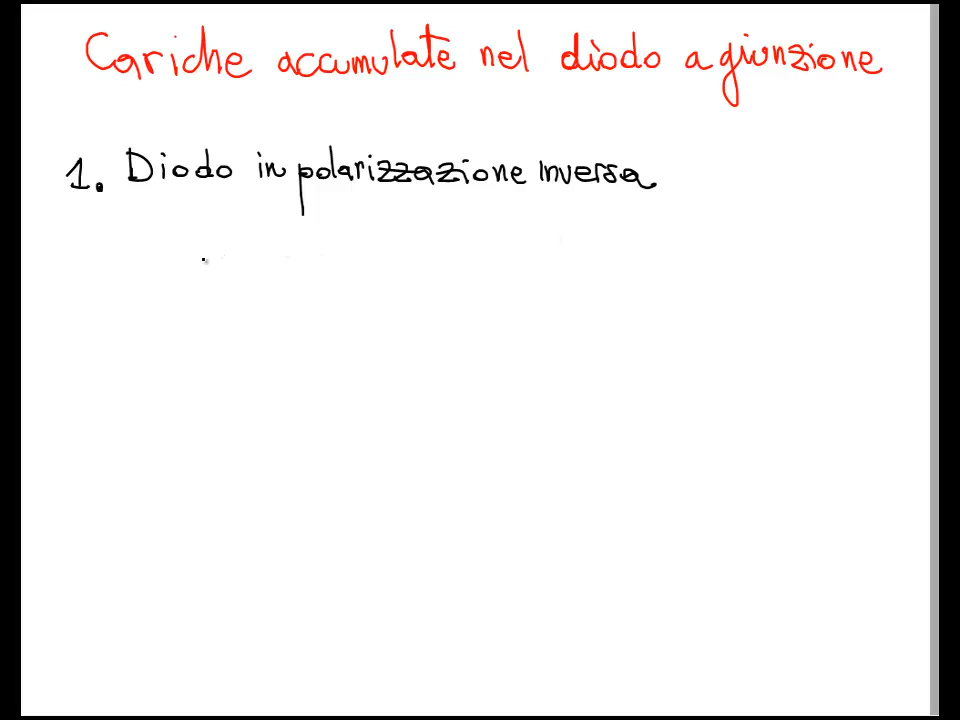 Cariche accumulate nel diodo a giunzione
1. Diodo in polarizzazione inversa